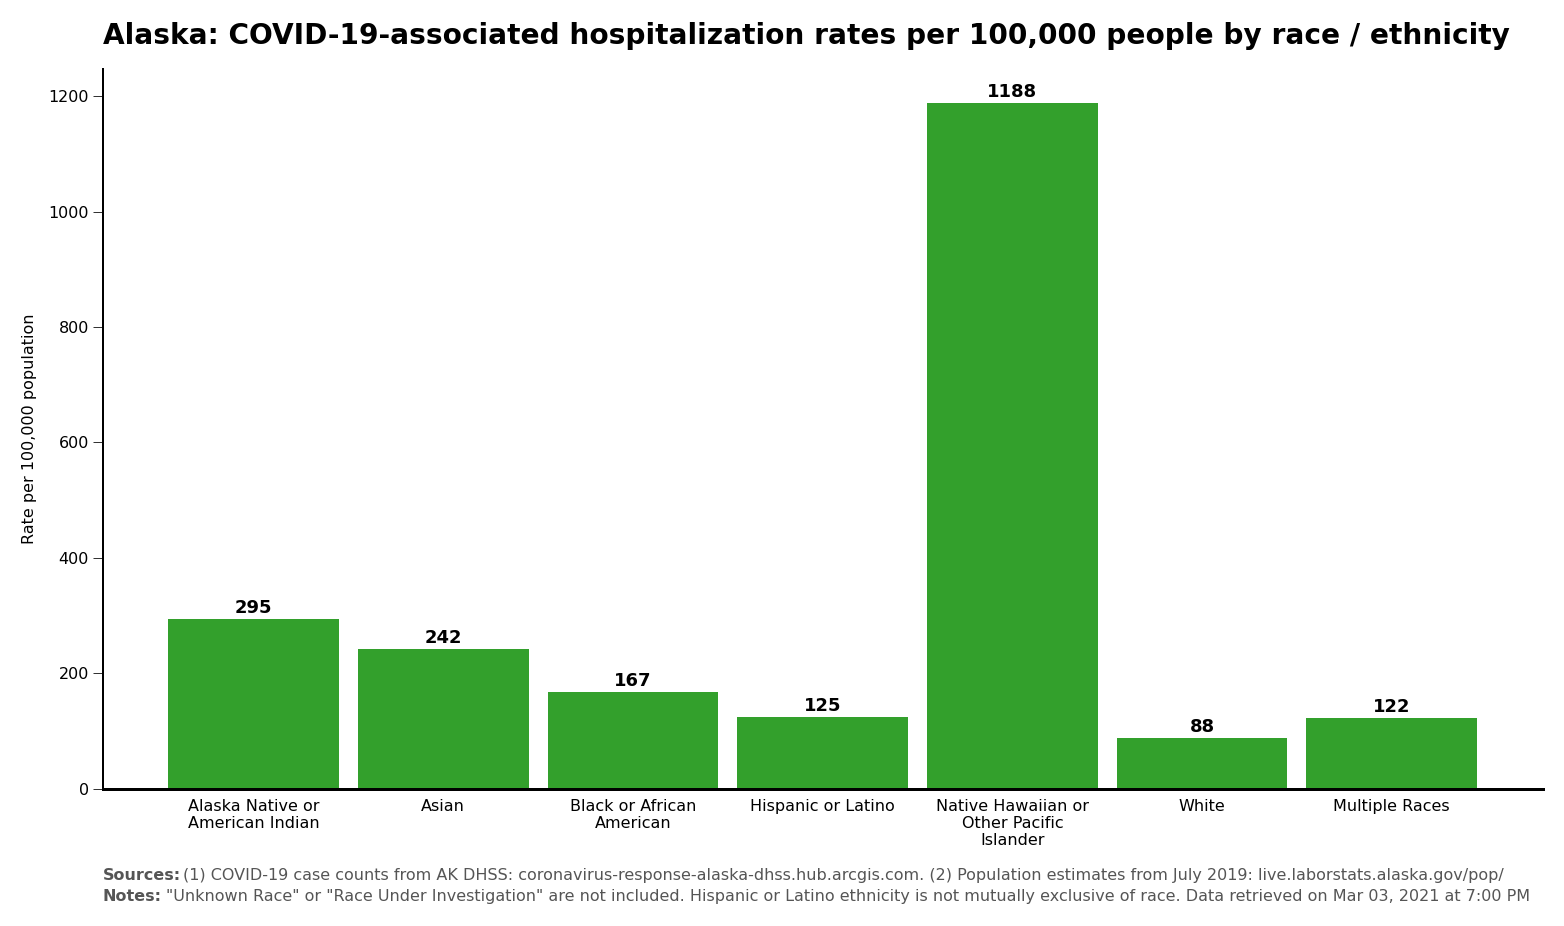 Alaska: COVID-19-associated hospitalization rates per 100,000 people by race / ethnicity
Rate per 100,000 population
1200
1000
800
600
400
200
0
295
242
167
125
1188
88
122
Alaska Native or
American Indian
Asian
Black or African
American
Hispanic or Latino
Native Hawaiian or
Other Pacific
Islander
White
Multiple Races
Sources: (1) COVID-19 case counts from AK DHSS: coronavirus-response-alaska-dhss.hub.arcgis.com. (2) Population estimates from July 2019: live.laborstats.alaska.gov/pop/
Notes: "Unknown Race" or "Race Under Investigation" are not included. Hispanic or Latino ethnicity is not mutually exclusive of race. Data retrieved on Mar 03, 2021 at 7:00 PM